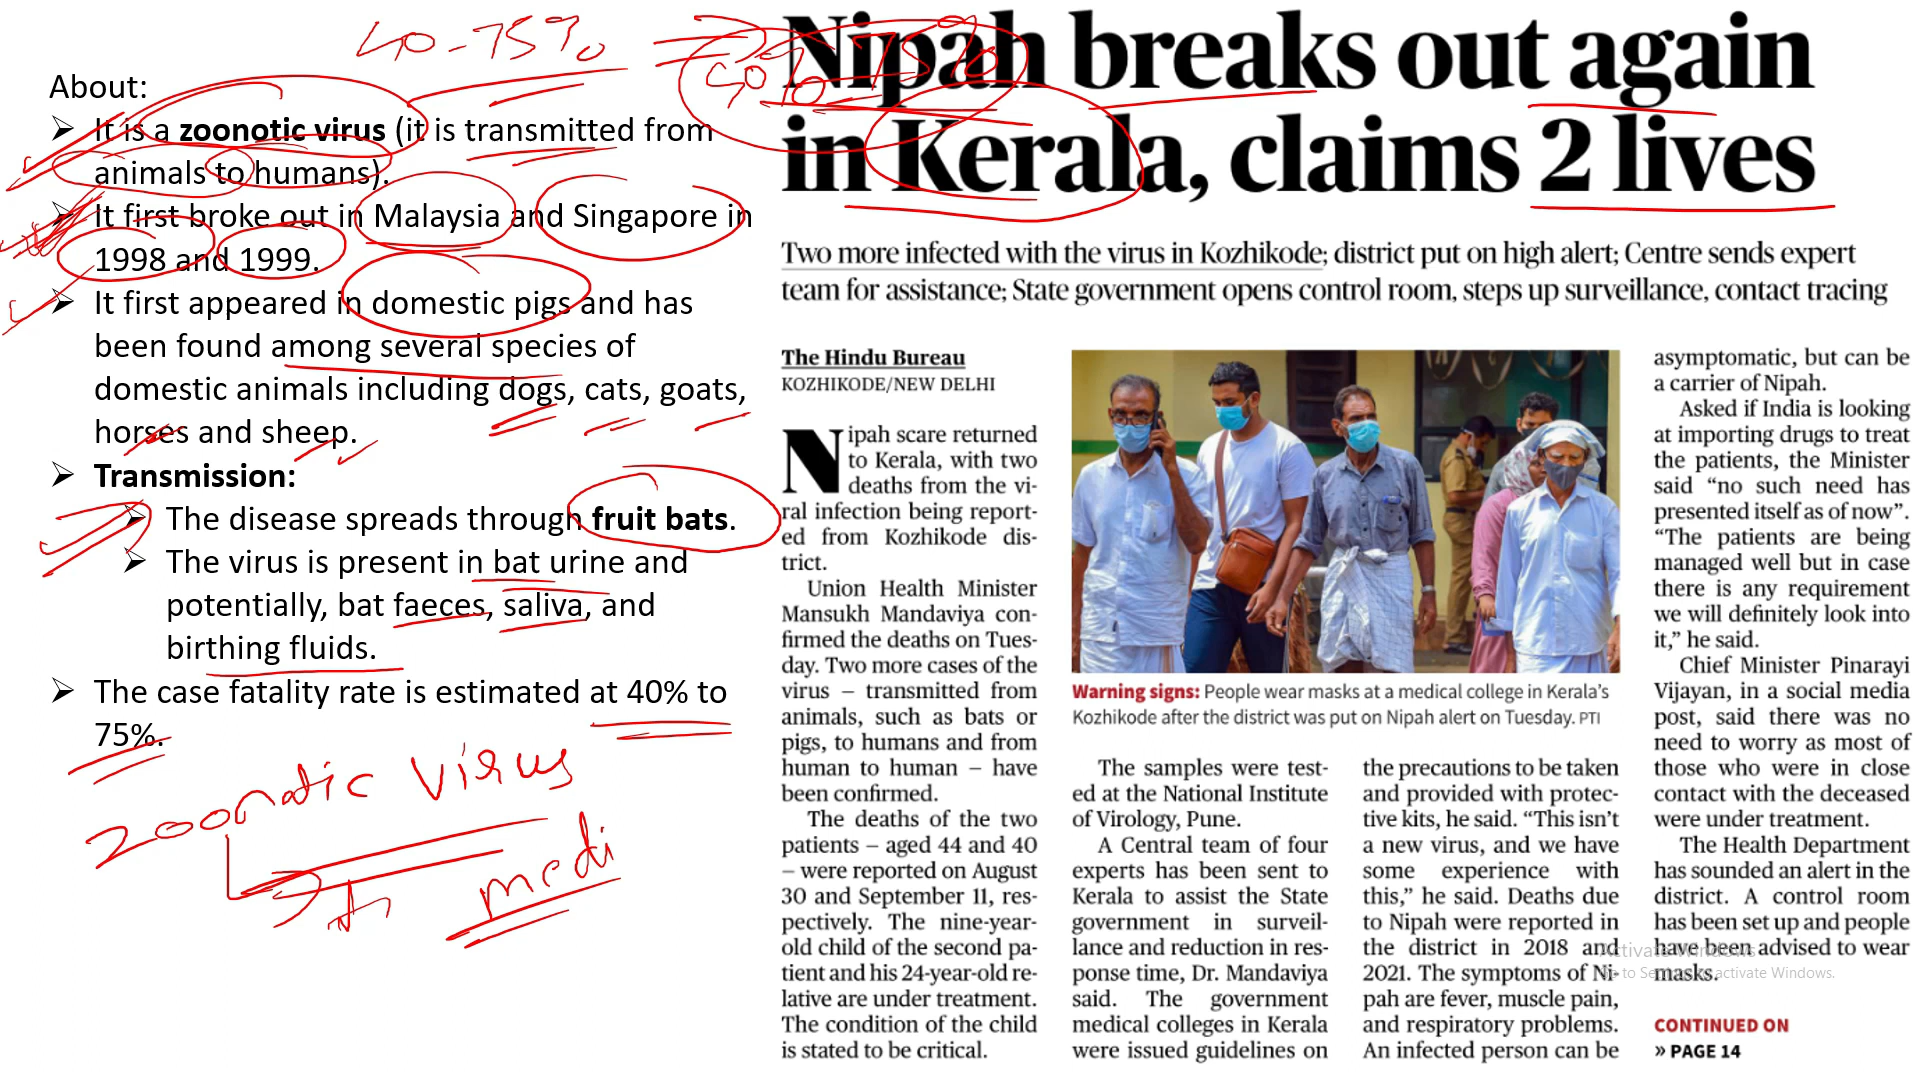 40-75%
About:
➤ It is a zoonotic virus (it is transmitted from
animals to humans).
➤ It first broke out in Malaysia and Singapore in
1998 and 1999.
➤ It first appeared in domestic pigs and has
been found among several species of
domestic animals including dogs, cats, goats,
horses and sheep.
➤ Transmission:
➤ The disease spreads through fruit bats.
➤ The virus is present in bat urine and
potentially, bat faeces, saliva, and
birthing fluids.
➤ The case fatality rate is estimated at 40% to
75%.
zoonotic virus
medi
Nipah breaks out again
in Kerala, claims 2 lives
Two more infected with the virus in Kozhikode; district put on high alert; Centre sends expert
team for assistance; State government opens control room, steps up surveillance, contact tracing
The Hindu Bureau
KOZHIKODE/NEW DELHI
Nipah scare returned
to Kerala, with two
deaths from the vi-
ral infection being report-
ed from Kozhikode dis-
trict.
Union Health Minister
Mansukh Mandaviya con-
firmed the deaths on Tues-
day. Two more cases of the
virus – transmitted from
animals, such as bats or
pigs, to humans and from
human to human – have
been confirmed.
The deaths of the two
patients – aged 44 and 40
– were reported on August
30 and September 11, res-
pectively. The nine-year-
old child of the second pa-
tient and his 24-year-old re-
lative are under treatment.
The condition of the child
is stated to be critical.
Warning signs: People wear masks at a medical college in Kerala’s
Kozhikode after the district was put on Nipah alert on Tuesday. PTI
The samples were test-
ed at the National Institute
of Virology, Pune.
A Central team of four
experts has been sent to
Kerala to assist the State
government in surveil-
lance and reduction in res-
ponse time, Dr. Mandaviya
said. The government
medical colleges in Kerala
were issued guidelines on
the precautions to be taken
and provided with protec-
tive kits, he said. “This isn’t
a new virus, and we have
some experience with
this,” he said. Deaths due
to Nipah were reported in
the district in 2018 and
2021. The symptoms of Ni-
pah are fever, muscle pain,
and respiratory problems.
An infected person can be
asymptomatic, but can be
a carrier of Nipah.
Asked if India is looking
at importing drugs to treat
the patients, the Minister
said “no such need has
presented itself as of now”.
“The patients are being
managed well but in case
there is any requirement
we will definitely look into
it,” he said.
Chief Minister Pinarayi
Vijayan, in a social media
post, said there was no
need to worry as most of
those who were in close
contact with the deceased
were under treatment.
The Health Department
has sounded an alert in the
district. A control room
has been set up and people
have been advised to wear
masks.
CONTINUED ON
» PAGE 14
Activate Windows
Go to Settings to activate Windows.